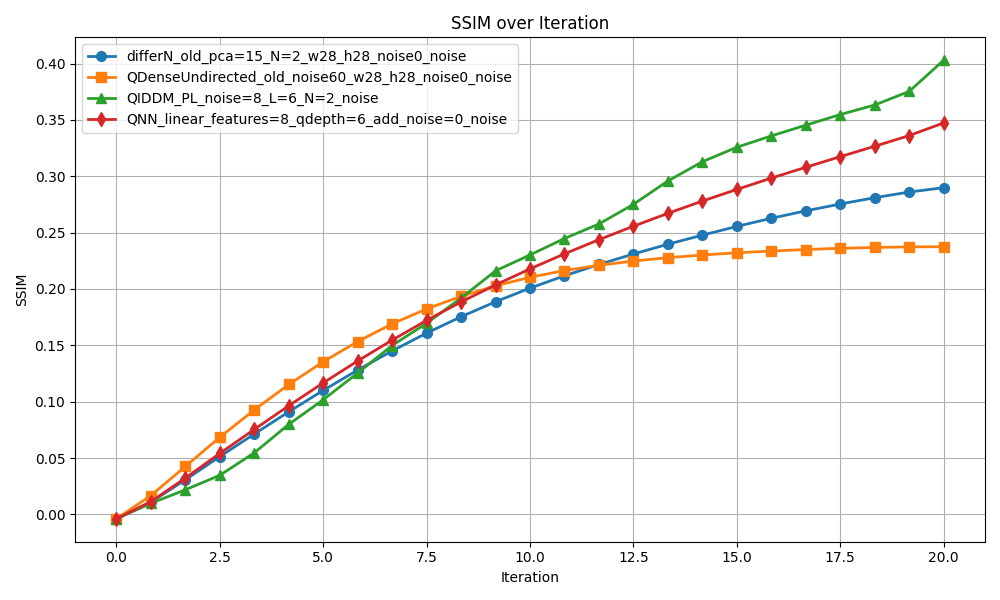 SSIM over Iteration
differN_old_pca=15_N=2_w28_h28_noise0_noise
QDenseUndirected_old_noise60_w28_h28_noise0_noise
QIDDM_PL_noise=8_L=6_N=2_noise
QNN_linear_features=8_qdepth=6_add_noise=0_noise
0.40
0.35
0.30
0.25
0.20
0.15
0.10
0.05
0.00
SSIM
0.0 2.5 5.0 7.5 10.0 12.5 15.0 17.5 20.0
Iteration